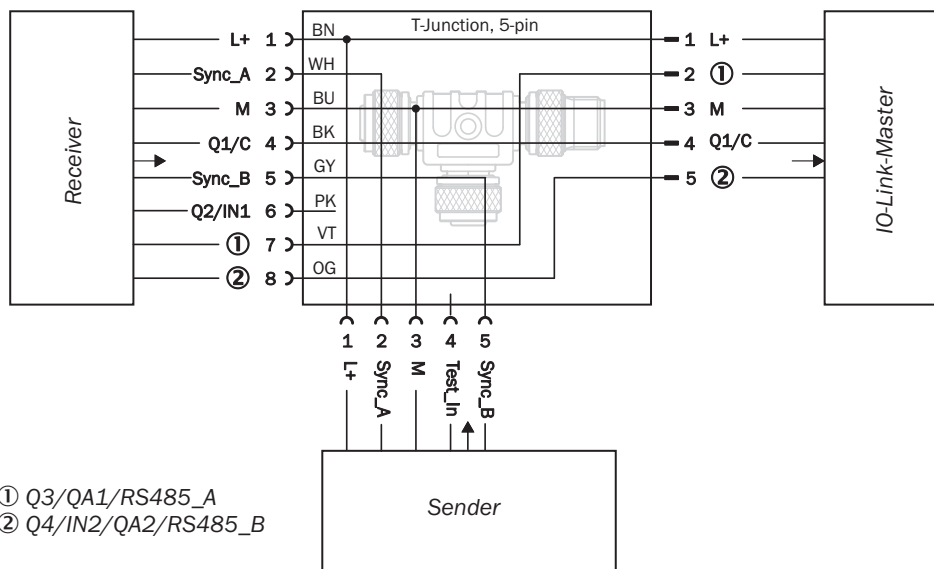 T-Junction, 5-pin
Receiver
L+ 1 BN
Sync_A 2 WH
M 3 BU
Q1/C 4 BK
Sync_B 5 GY
Q2/IN1 6 PK
① 7 VT
② 8 OG
1 L+
2 ①
3 M
4 Q1/C
5 ②
IO-Link-Master
1 2 3 4 5
L+
Sync_A
M
Test_In
Sync_B
Sender
① Q3/QA1/RS485_A
② Q4/IN2/QA2/RS485_B